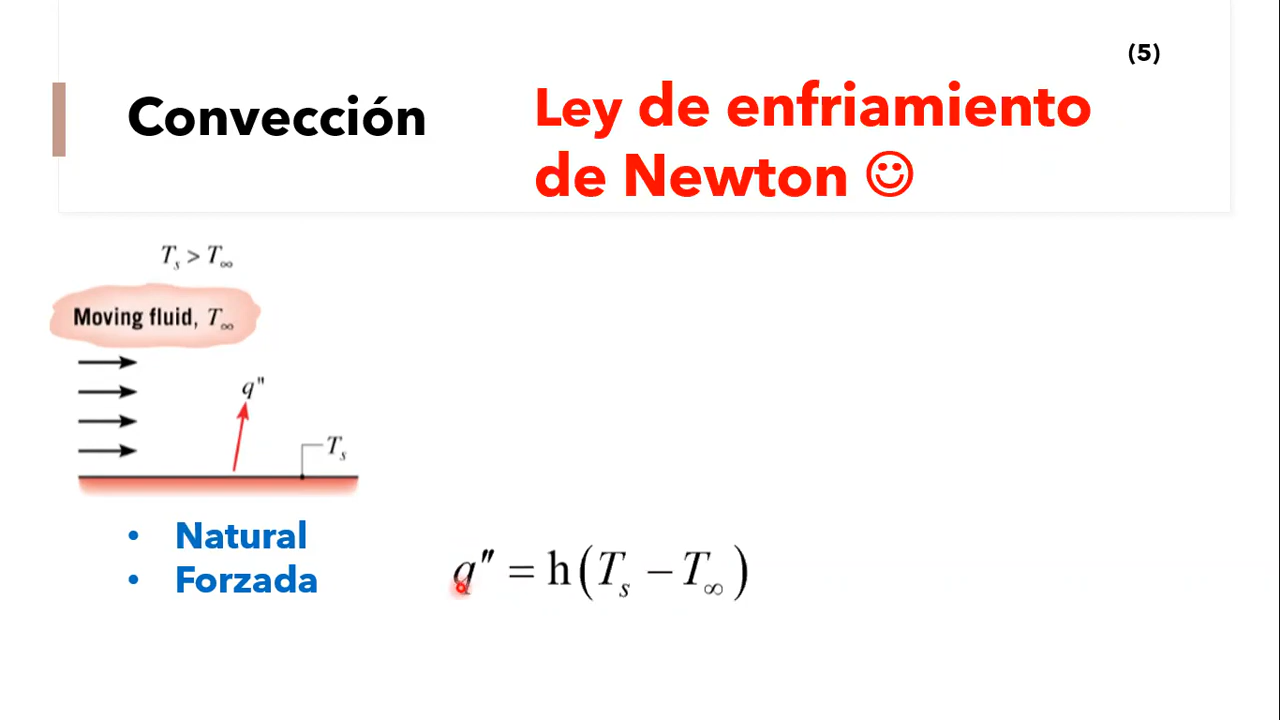 (5)
Convección
Ley de enfriamiento
de Newton ☺
Tₛ > T∞
Moving fluid, T∞
q"
Tₛ
• Natural
• Forzada
q" = h(Tₛ − T∞)